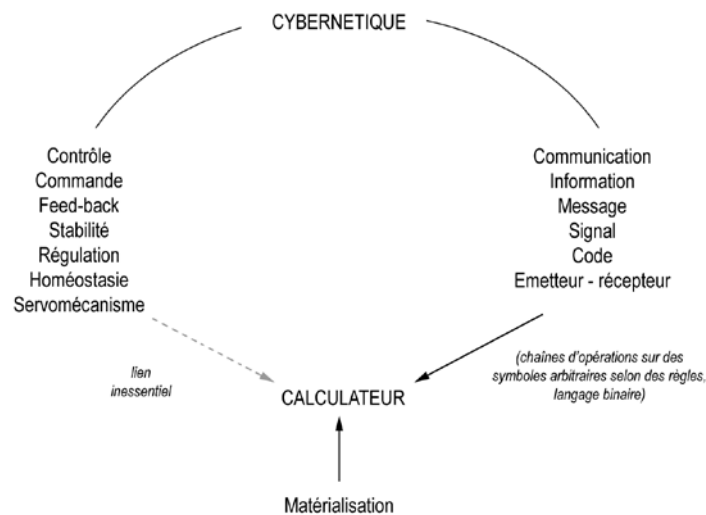 CYBERNETIQUE
Contrôle
Commande
Feed-back
Stabilité
Régulation
Homéostasie
Servomécanisme
Communication
Information
Message
Signal
Code
Emetteur - récepteur
lien
inessentiel
(chaînes d'opérations sur des
symboles arbitraires selon des règles,
langage binaire)
CALCULATEUR
Matérialisation